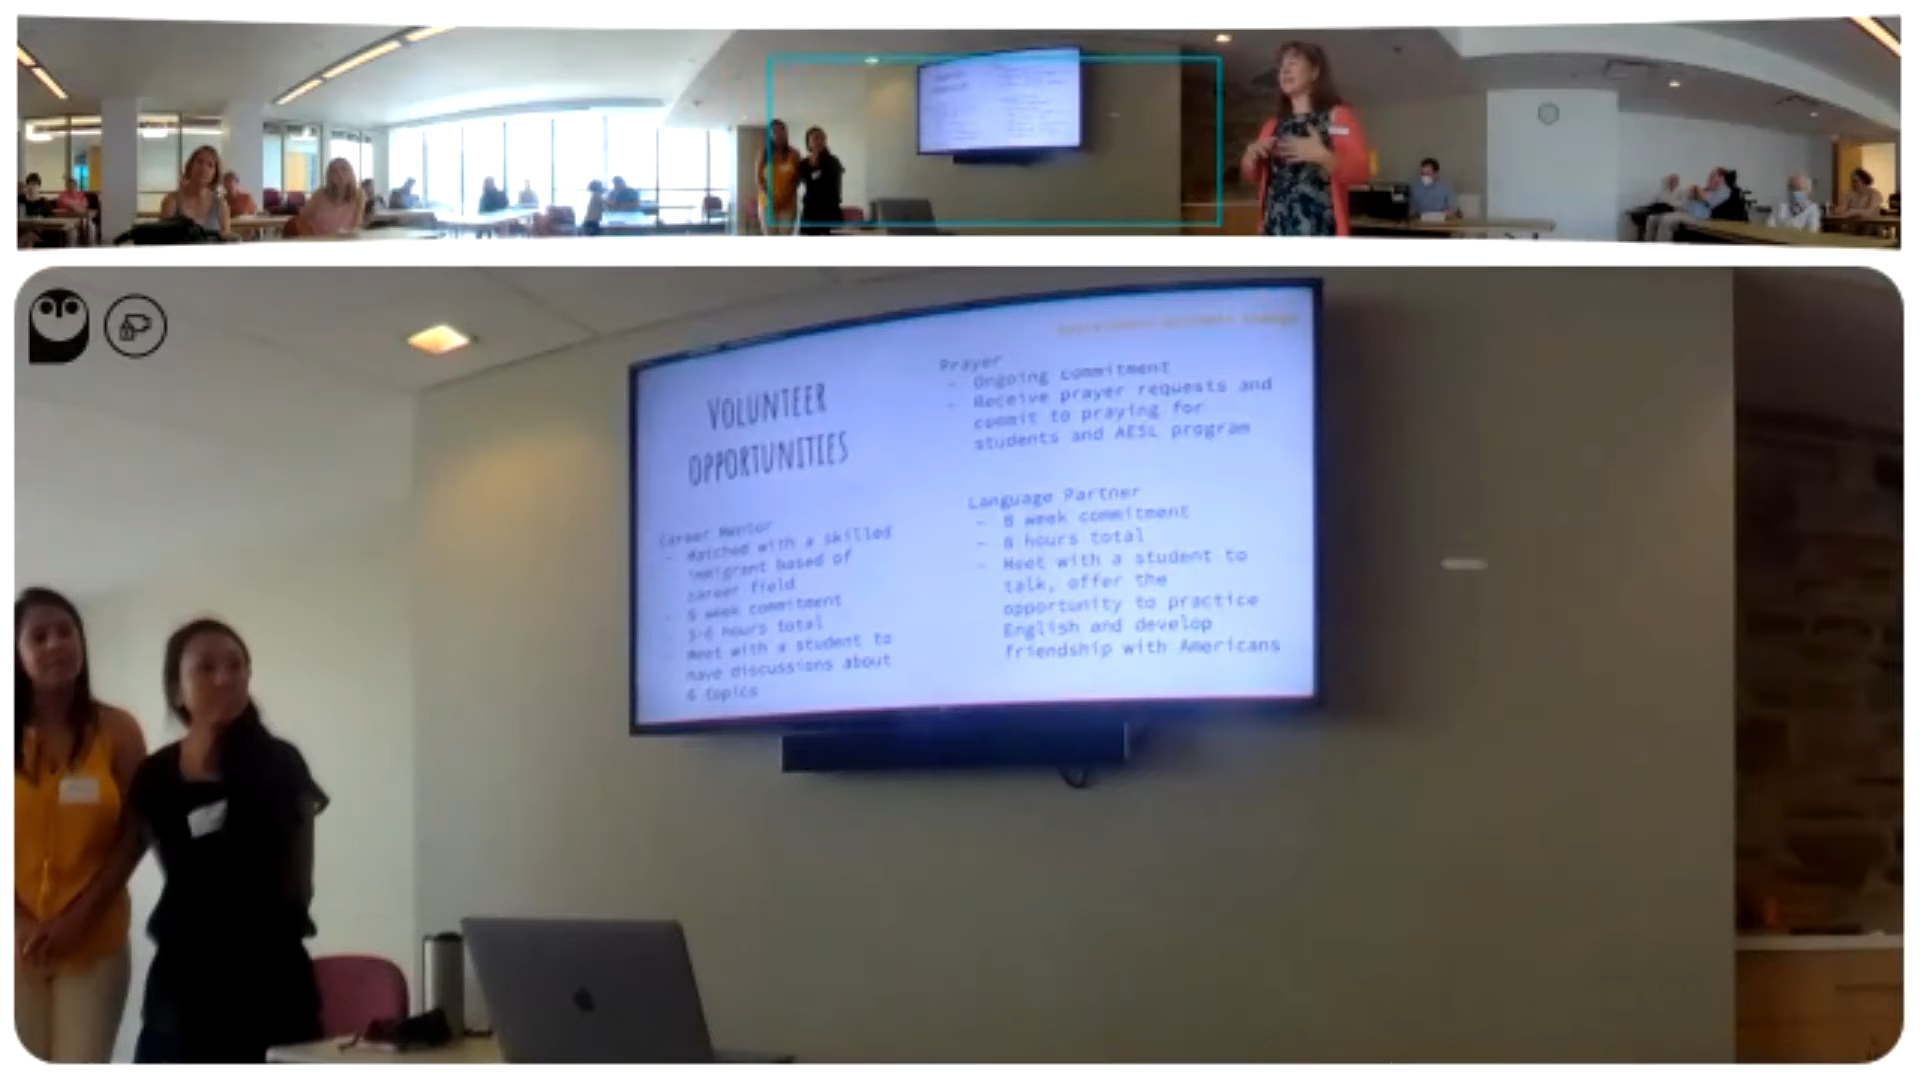 VOLUNTEER
OPPORTUNITIES
Career Mentor
- Matched with a skilled
immigrant based of
career field
- 6 week commitment
- 3-6 hours total
- Meet with a student to
have discussions about
6 topics
Prayer
- Ongoing commitment
- Receive prayer requests and
commit to praying for
students and AESL program
Language Partner
- 8 week commitment
- 8 hours total
- Meet with a student to
talk, offer the
opportunity to practice
English and develop
friendship with Americans